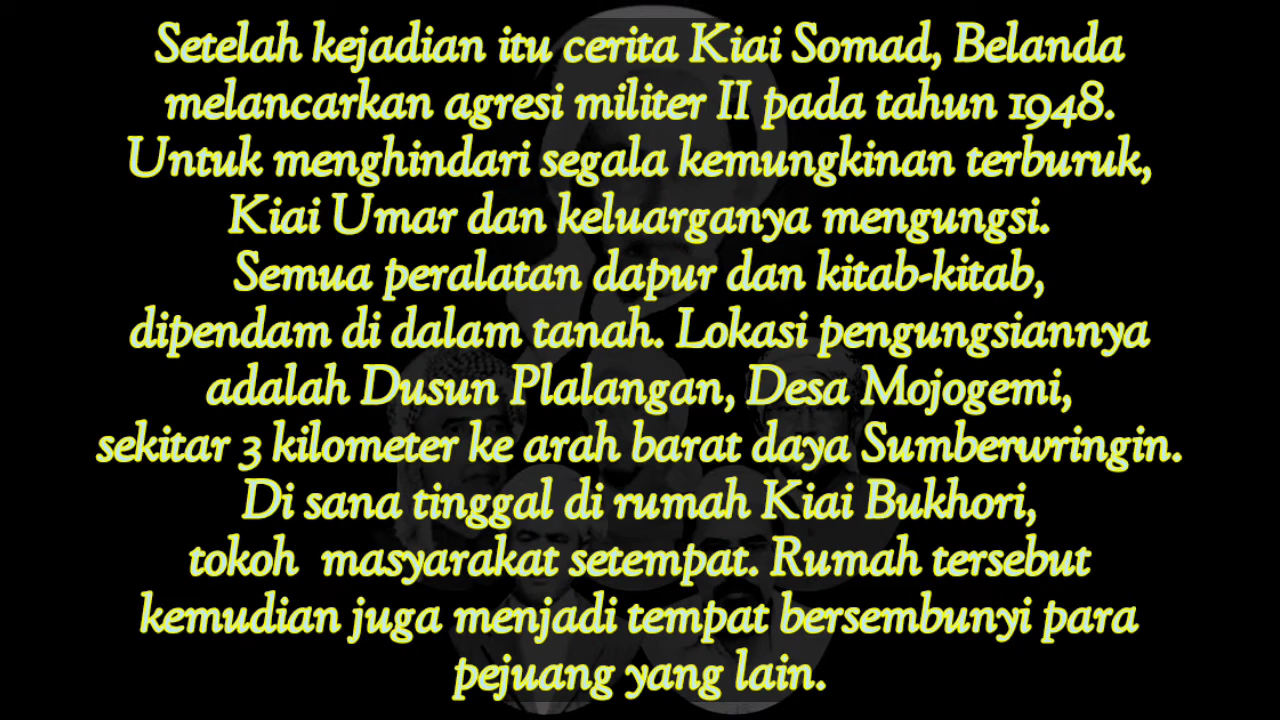 Setelah kejadian itu cerita Kiai Somad, Belanda
melancarkan agresi militer II pada tahun 1948.
Untuk menghindari segala kemungkinan terburuk,
Kiai Umar dan keluarganya mengungsi.
Semua peralatan dapur dan kitab-kitab,
dipendam di dalam tanah. Lokasi pengungsiannya
adalah Dusun Plalangan, Desa Mojogemi,
sekitar 3 kilometer ke arah barat daya Sumberwringin.
Di sana tinggal di rumah Kiai Bukhori,
tokoh  masyarakat setempat. Rumah tersebut
kemudian juga menjadi tempat bersembunyi para
pejuang yang lain.